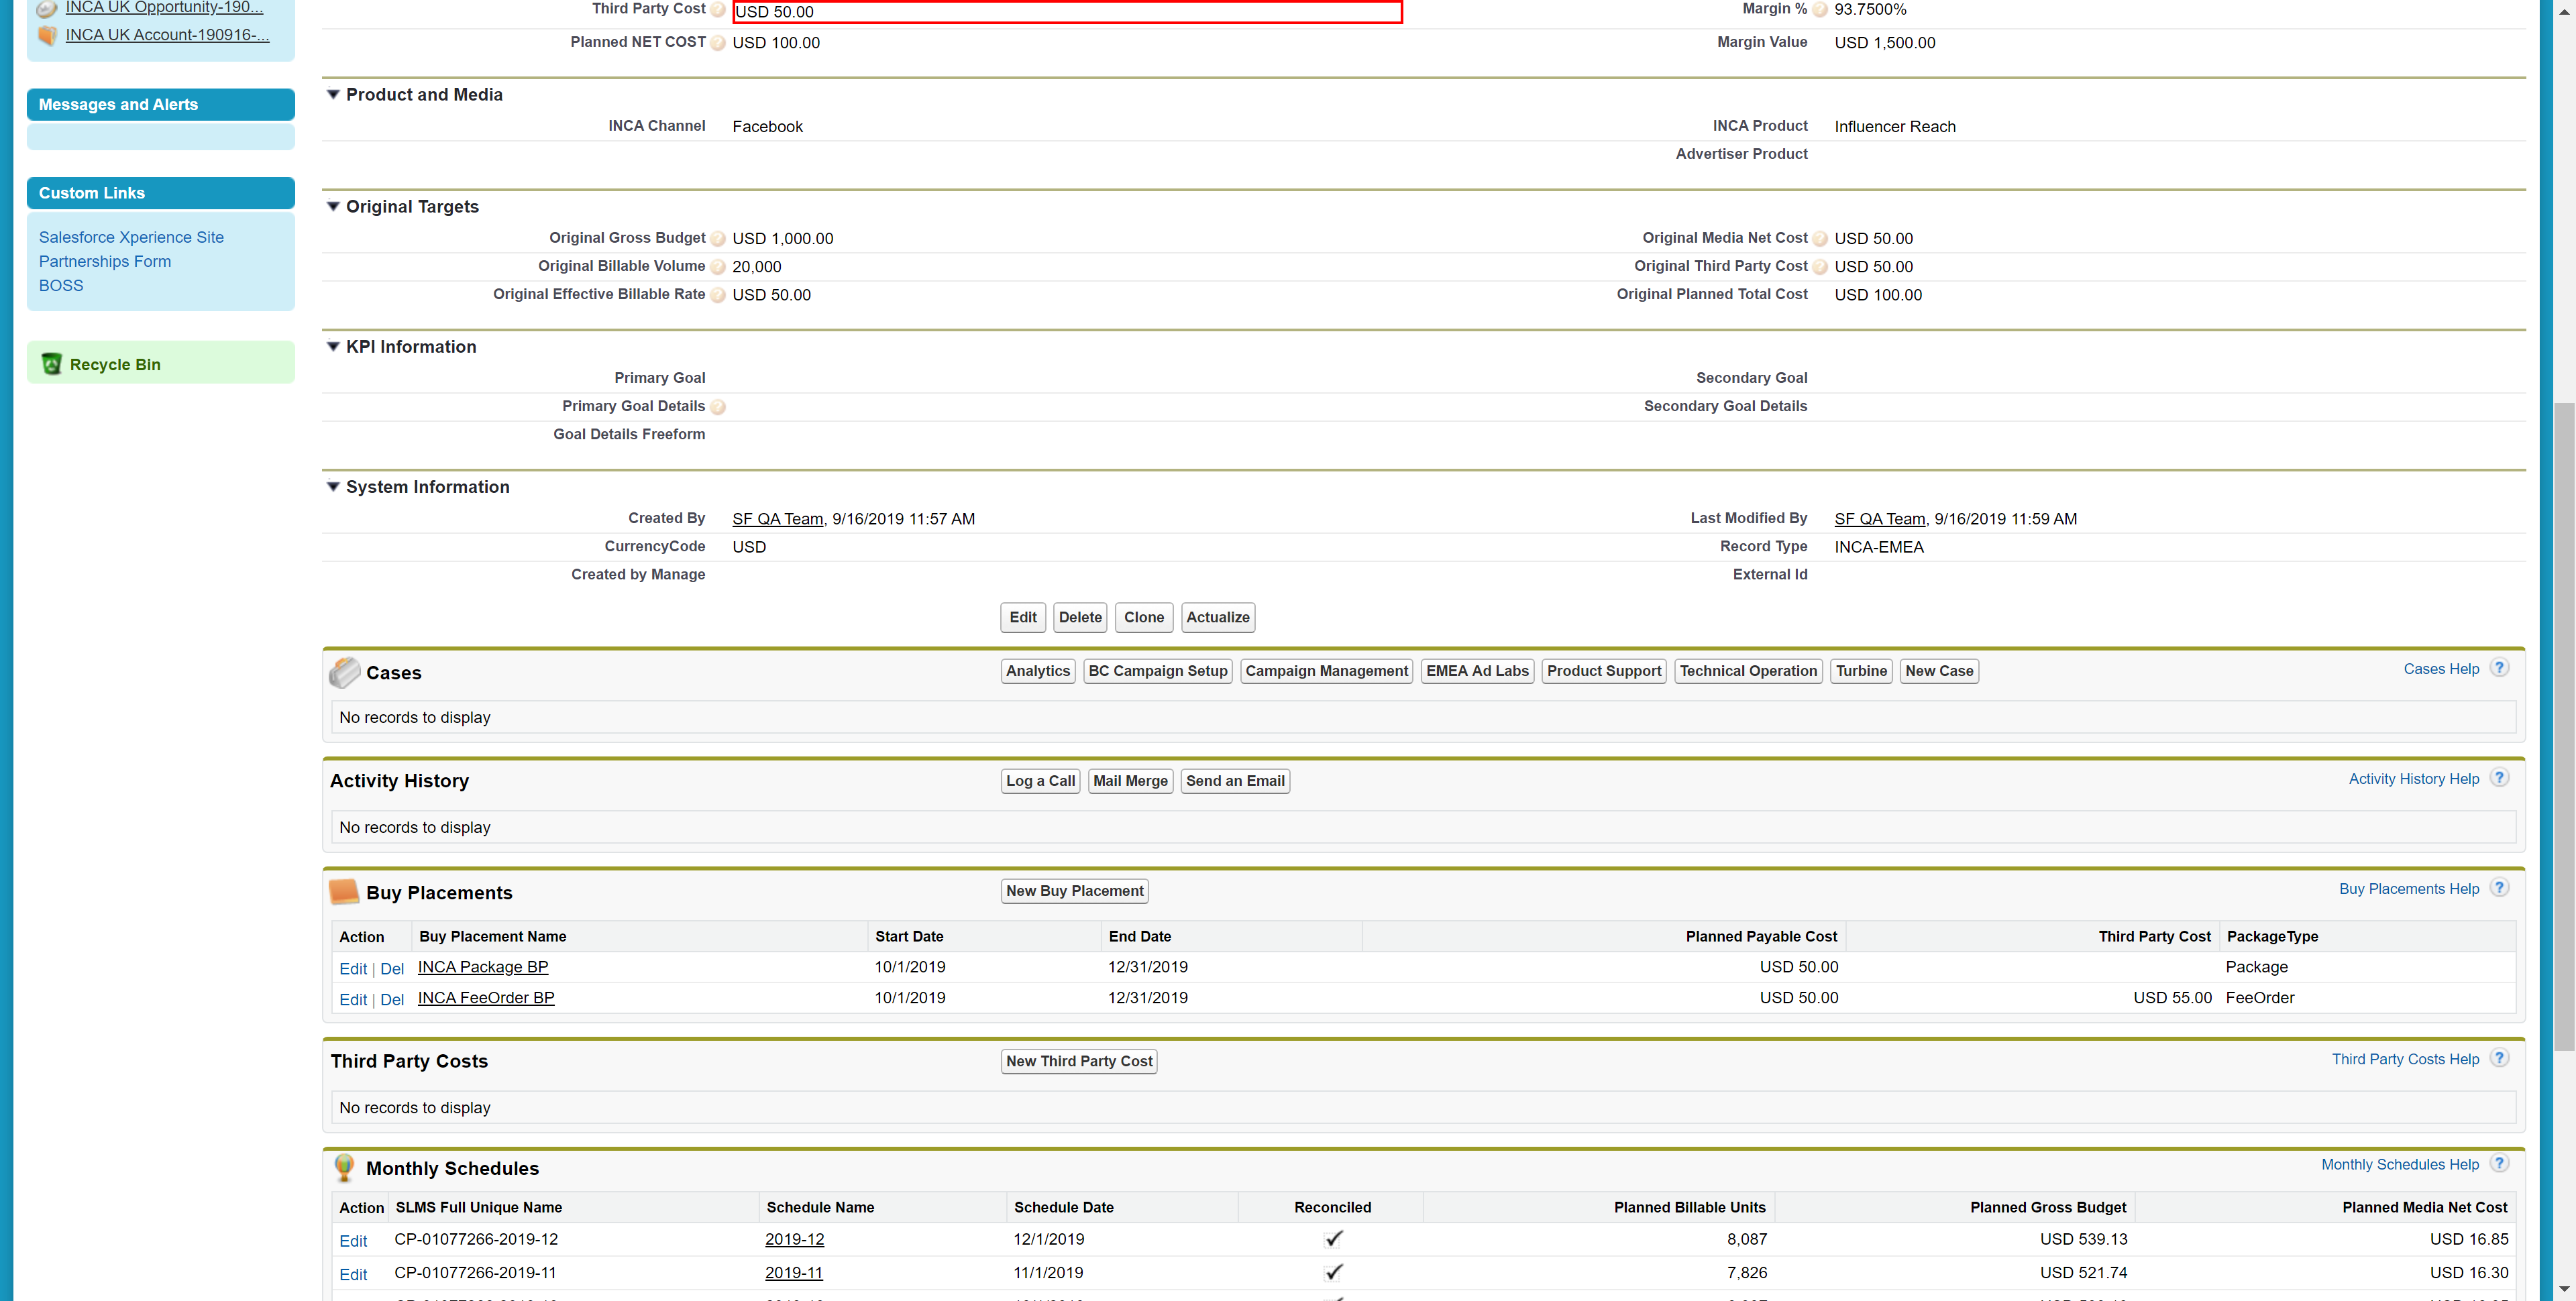 INCA UK Opportunity-190...
INCA UK Account-190916-...
Messages and Alerts
Custom Links
Salesforce Xperience Site
Partnerships Form
BOSS
Recycle Bin
Third Party Cost USD 50.00 Margin % 93.7500%
Planned NET COST USD 100.00 Margin Value USD 1,500.00
Product and Media
INCA Channel Facebook INCA Product Influencer Reach
Advertiser Product
Original Targets
Original Gross Budget USD 1,000.00 Original Media Net Cost USD 50.00
Original Billable Volume 20,000 Original Third Party Cost USD 50.00
Original Effective Billable Rate USD 50.00 Original Planned Total Cost USD 100.00
KPI Information
Primary Goal Secondary Goal
Primary Goal Details Secondary Goal Details
Goal Details Freeform
System Information
Created By SF QA Team, 9/16/2019 11:57 AM Last Modified By SF QA Team, 9/16/2019 11:59 AM
CurrencyCode USD Record Type INCA-EMEA
Created by Manage External Id
Edit Delete Clone Actualize
Cases Analytics BC Campaign Setup Campaign Management EMEA Ad Labs Product Support Technical Operation Turbine New Case Cases Help ?
No records to display
Activity History Log a Call Mail Merge Send an Email Activity History Help ?
No records to display
Buy Placements New Buy Placement Buy Placements Help ?
Action Buy Placement Name Start Date End Date Planned Payable Cost Third Party Cost PackageType
Edit | Del INCA Package BP 10/1/2019 12/31/2019 USD 50.00 Package
Edit | Del INCA FeeOrder BP 10/1/2019 12/31/2019 USD 50.00 USD 55.00 FeeOrder
Third Party Costs New Third Party Cost Third Party Costs Help ?
No records to display
Monthly Schedules Monthly Schedules Help ?
Action SLMS Full Unique Name Schedule Name Schedule Date Reconciled Planned Billable Units Planned Gross Budget Planned Media Net Cost
Edit CP-01077266-2019-12 2019-12 12/1/2019 8,087 USD 539.13 USD 16.85
Edit CP-01077266-2019-11 2019-11 11/1/2019 7,826 USD 521.74 USD 16.30